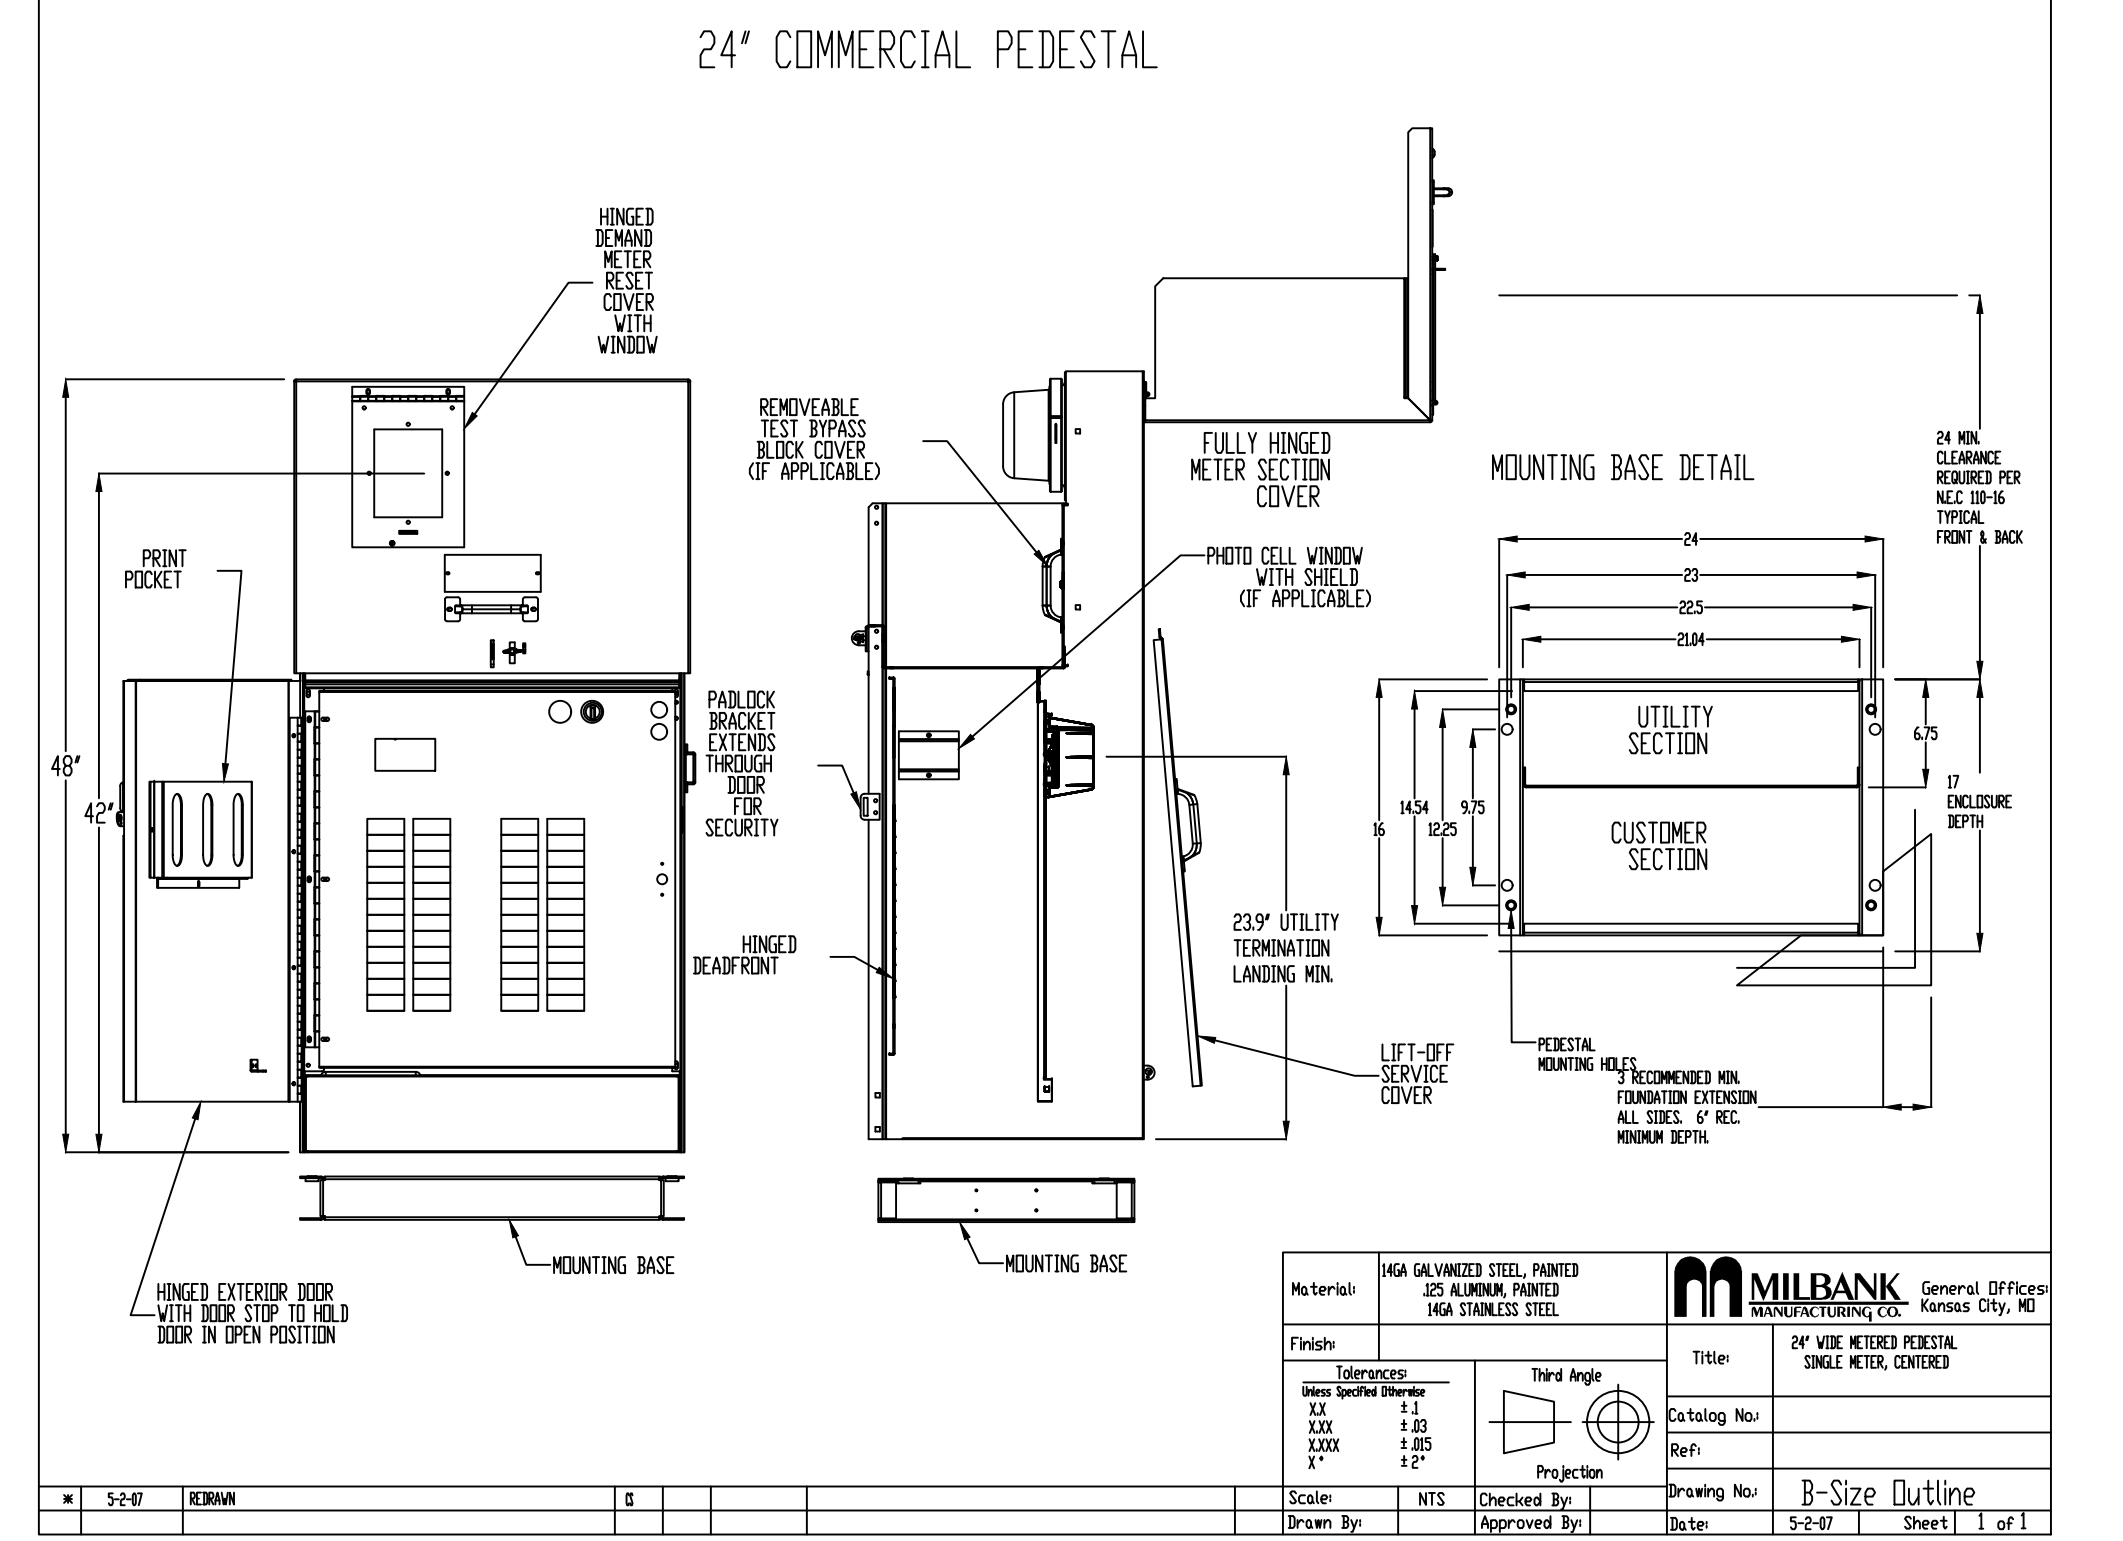 24" COMMERCIAL PEDESTAL
HINGED
DEMAND
METER
RESET
COVER
WITH
WINDOW
REMOVEABLE
TEST BYPASS
BLOCK COVER
(IF APPLICABLE)
FULLY HINGED
METER SECTION
COVER
MOUNTING BASE DETAIL
24 MIN.
CLEARANCE
REQUIRED PER
N.E.C 110-16
TYPICAL
FRONT & BACK
PRINT
POCKET
PHOTO CELL WINDOW
WITH SHIELD
(IF APPLICABLE)
24
23
22.5
21.04
48"
42"
PADLOCK
BRACKET
EXTENDS
THROUGH
DOOR
FOR
SECURITY
UTILITY
SECTION
6.75
17
ENCLOSURE
DEPTH
16
14.54
12.25
9.75
CUSTOMER
SECTION
HINGED
DEADFRONT
23.9" UTILITY
TERMINATION
LANDING MIN.
LIFT-OFF
SERVICE
COVER
PEDESTAL
MOUNTING HOLES
3 RECOMMENDED MIN.
FOUNDATION EXTENSION
ALL SIDES. 6" REC.
MINIMUM DEPTH.
MOUNTING BASE
MOUNTING BASE
HINGED EXTERIOR DOOR
WITH DOOR STOP TO HOLD
DOOR IN OPEN POSITION
Material:
14GA GALVANIZED STEEL, PAINTED
.125 ALUMINUM, PAINTED
14GA STAINLESS STEEL
MILBANK
MANUFACTURING CO.
General Offices:
Kansas City, MO
Finish:
Title:
24" WIDE METERED PEDESTAL
SINGLE METER, CENTERED
Tolerances:
Unless Specified Otherwise
X.X ± .1
X.XX ± .03
X.XXX ± .015
X ° ± 2°
Third Angle
Projection
Catalog No.:
Ref:
Drawing No.: B-Size Outline
* 5-2-07 REDRAWN CS
Scale: NTS
Checked By:
Drawn By:
Approved By:
Date: 5-2-07 Sheet 1 of 1